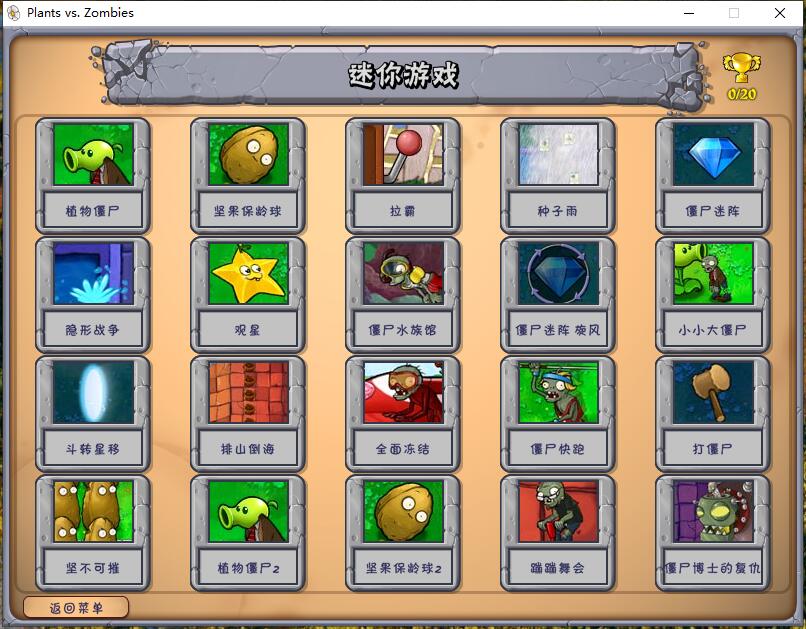 Plants vs. Zombies
迷你游戏
0/20
植物僵尸
坚果保龄球
拉霸
种子雨
僵尸迷阵
隐形战争
观星
僵尸水族馆
僵尸迷阵 旋风
小小大僵尸
斗转星移
排山倒海
全面冻结
僵尸快跑
打僵尸
坚不可摧
植物僵尸2
坚果保龄球2
蹦蹦舞会
僵尸博士的复仇
返回菜单